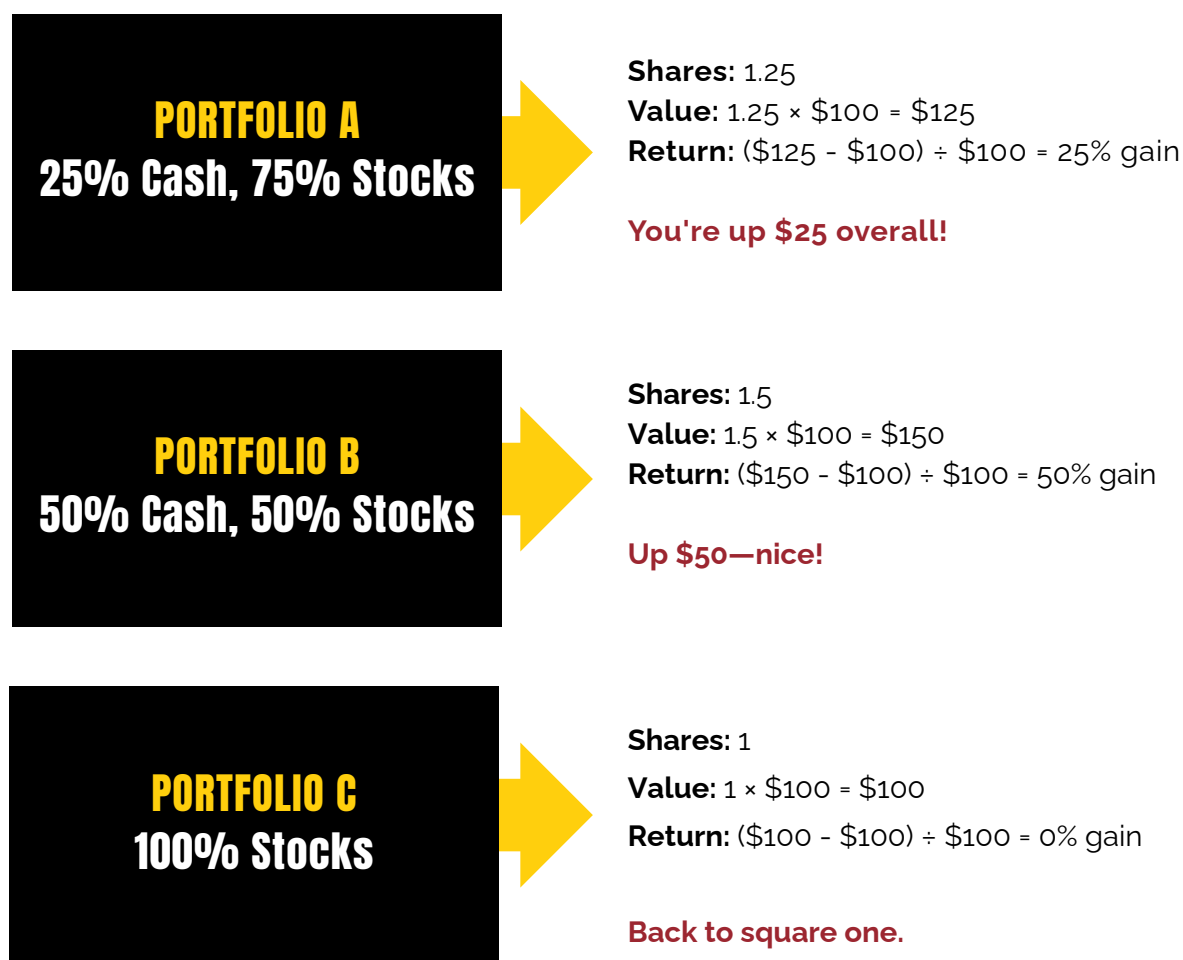 PORTFOLIO A
25% Cash, 75% Stocks
Shares: 1.25
Value: 1.25 × $100 = $125
Return: ($125 - $100) ÷ $100 = 25% gain
You're up $25 overall!
PORTFOLIO B
50% Cash, 50% Stocks
Shares: 1.5
Value: 1.5 × $100 = $150
Return: ($150 - $100) ÷ $100 = 50% gain
Up $50—nice!
PORTFOLIO C
100% Stocks
Shares: 1
Value: 1 × $100 = $100
Return: ($100 - $100) ÷ $100 = 0% gain
Back to square one.